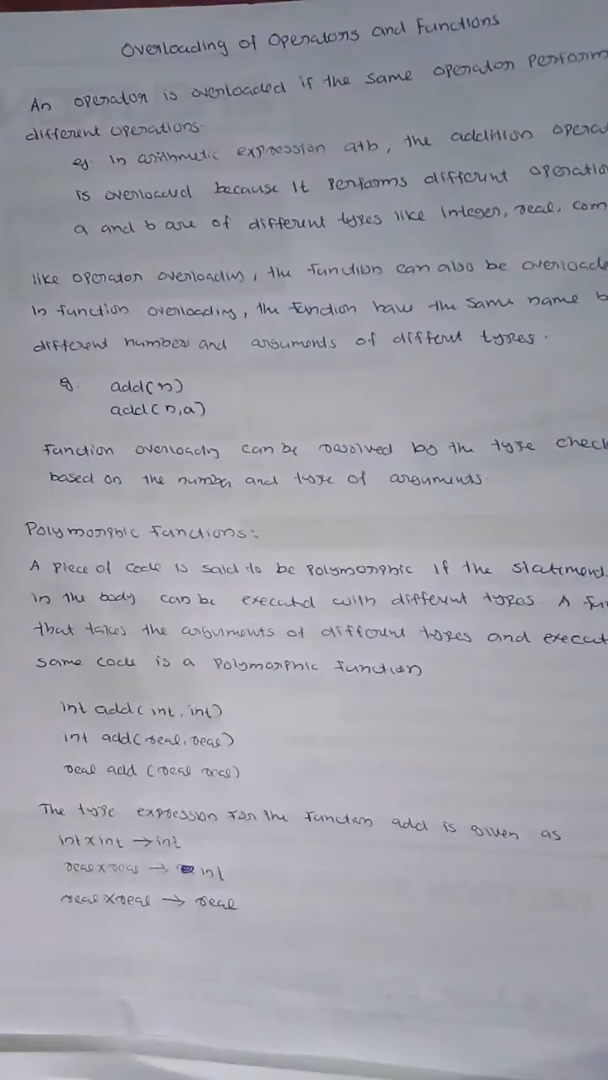 Overloading of Operators and Functions
An operator is overloaded if the same operator perform
different operations
eg In arithmetic expression a+b, the addition opera
is overloaded because it performs different operatio
a and b are of different types like Integer, real, com
like operator overloading, the function can also be overload
In function overloading, the function have the same name b
different number and arguments of different types.
eg. add(n)
add(n,a)
Function overloading can be resolved by the type check
based on the number and type of arguments.
Polymorphic Functions:
A piece of code is said to be polymorphic if the statement
in the body can be executed with different types. A fu
that takes the arguments of different types and execut
same code is a polymorphic function
int add(int, int)
int add(real, real)
real add (real real)
The type expression for the function add is given as
int x int → int
real x real → int
real x real → real